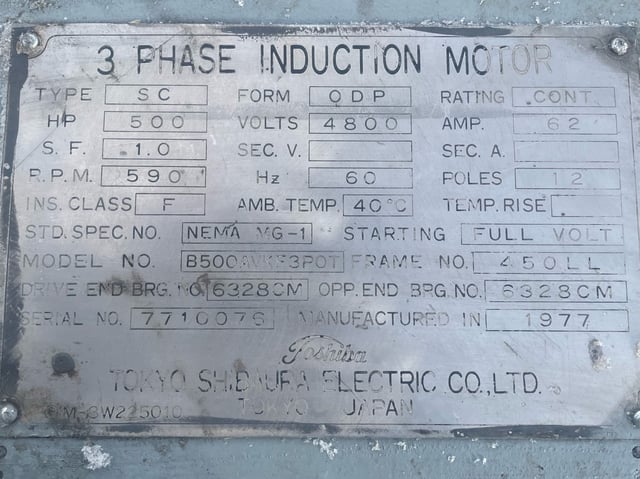 3 PHASE INDUCTION MOTOR
TYPE SC FORM ODP RATING CONT.
HP 500 VOLTS 4800 AMP. 62
S.F. 1.0 SEC. V. SEC. A.
R.P.M. 590 Hz 60 POLES 12
INS. CLASS F AMB. TEMP. 40°C TEMP. RISE
STD. SPEC. NO. NEMA MG-1 STARTING FULL VOLT
MODEL NO. FRAME NO. 450LL
DRIVE END BRG. NO. 6328CM OPP. END BRG. NO. 6328CM
SERIAL NO. 7710076 MANUFACTURED IN 1977
Toshiba
TOKYO SHIBAURA ELECTRIC CO., LTD.
TOKYO JAPAN